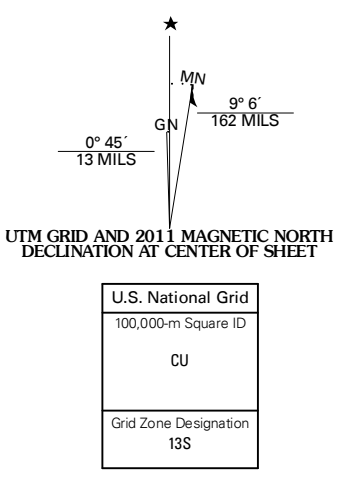 MN
9° 6´
162 MILS
GN
0° 45´
13 MILS
UTM GRID AND 2011 MAGNETIC NORTH
DECLINATION AT CENTER OF SHEET
U.S. National Grid
100,000-m Square ID
CU
Grid Zone Designation
13S